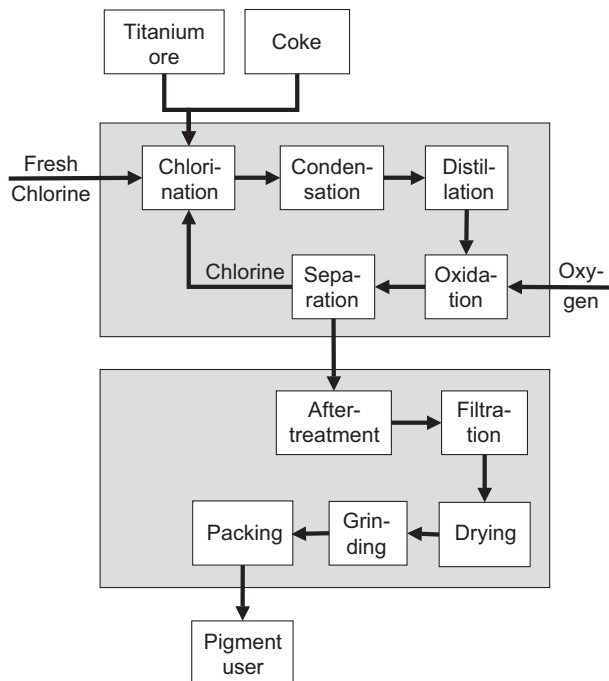 Titanium
ore
Coke
Fresh
Chlorine
Chlori-
nation
Conden-
sation
Distil-
lation
Chlorine
Sepa-
ration
Oxida-
tion
Oxy-
gen
After-
treatment
Filtra-
tion
Packing
Grin-
ding
Drying
Pigment
user